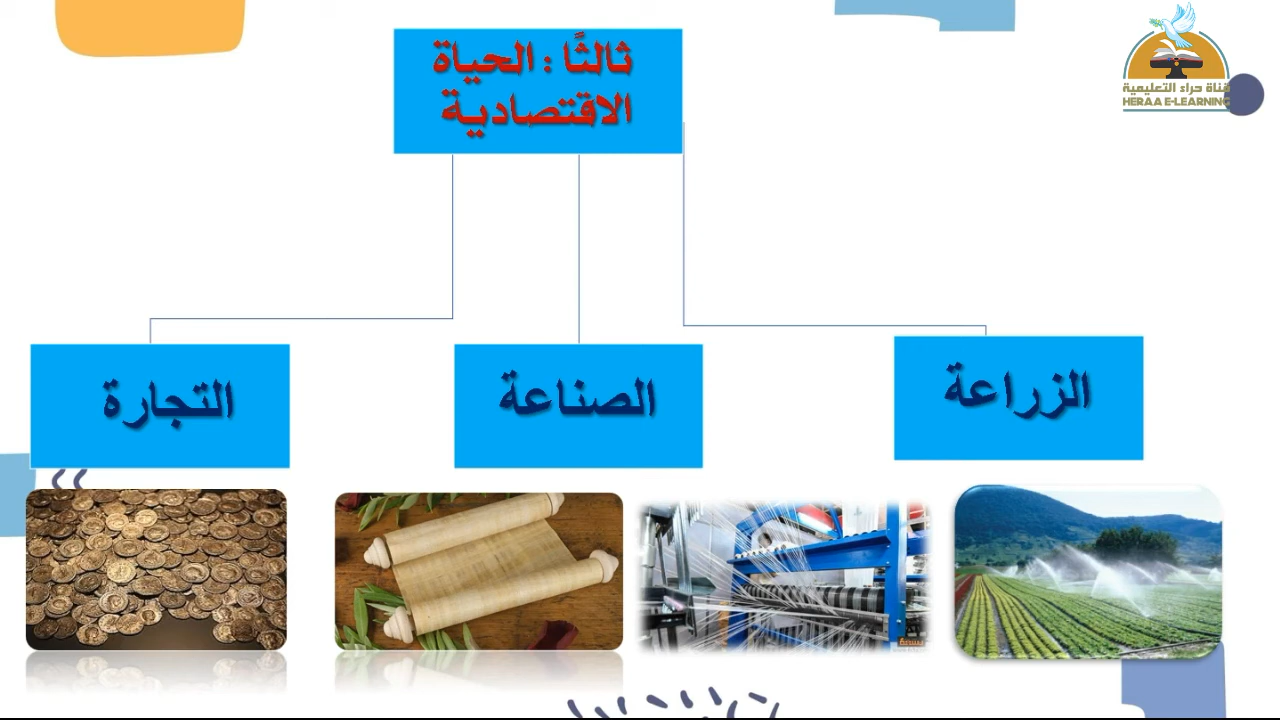 ثالثًا : الحياة
الاقتصادية
قناة حراء التعليمية
HERAA E-LEARNING
الزراعة
الصناعة
التجارة